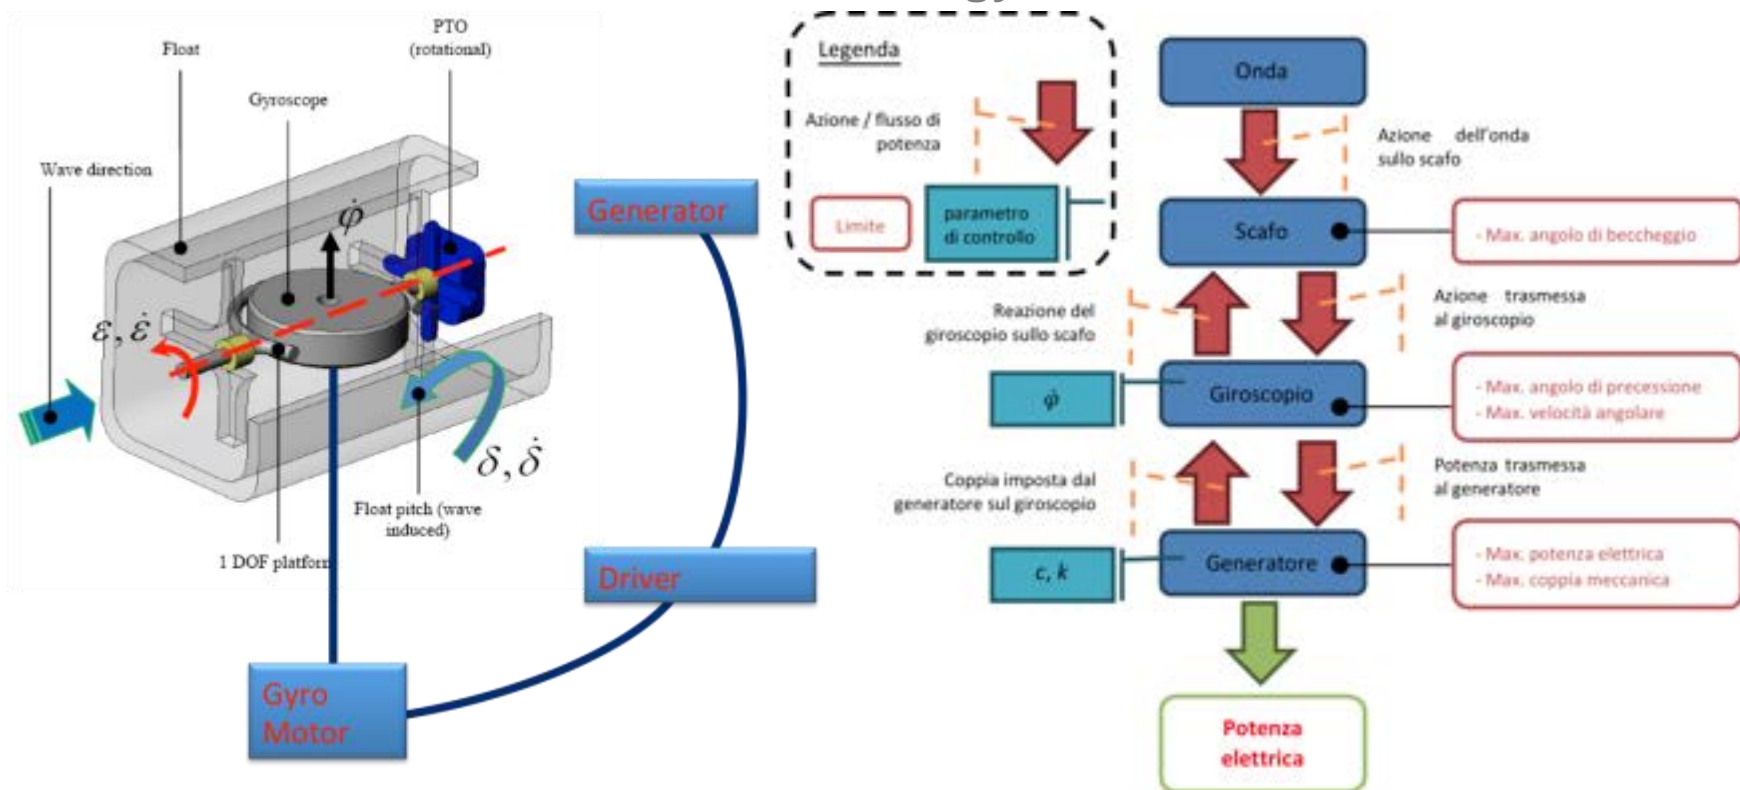 Float
PTO
(rotational)
Gyroscope
Wave direction
φ̇
ε, ε̇
δ, δ̇
Float pitch (wave
induced)
1 DOF platform
Generator
Driver
Gyro
Motor
Legenda
Azione / flusso di
potenza
Limite
parametro
di controllo
Onda
Azione dell'onda
sullo scafo
Scafo
- Max. angolo di beccheggio
Reazione del
giroscopio sullo scafo
Azione trasmessa
al giroscopio
φ̇
Giroscopio
- Max. angolo di precessione
- Max. velocità angolare
Coppia imposta dal
generatore sul giroscopio
Potenza trasmessa
al generatore
c, k
Generatore
- Max. potenza elettrica
- Max. coppia meccanica
Potenza
elettrica